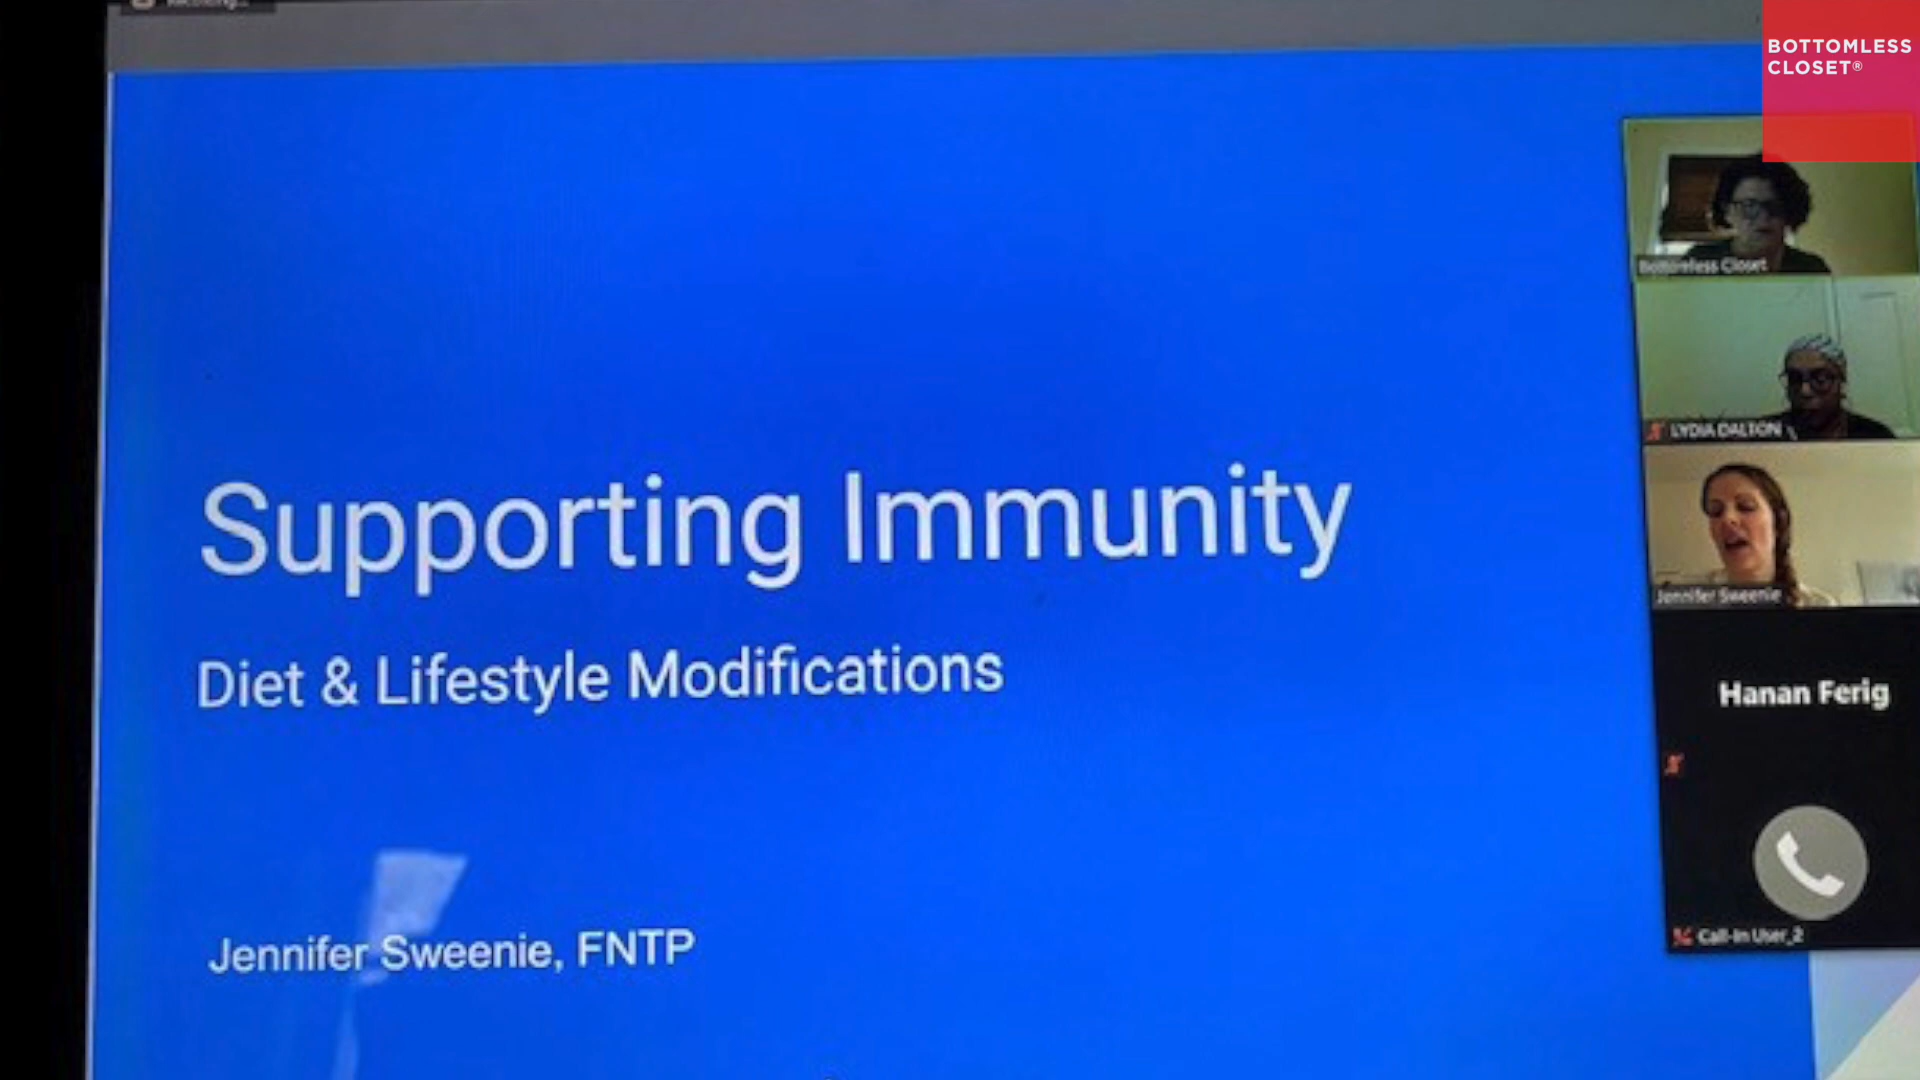 BOTTOMLESS
CLOSET®
Supporting Immunity
Diet & Lifestyle Modifications
Jennifer Sweenie, FNTP
Bottomless Closet
LYDIA DALTON
Jennifer Sweenie
Hanan Ferig
Call-In User_2